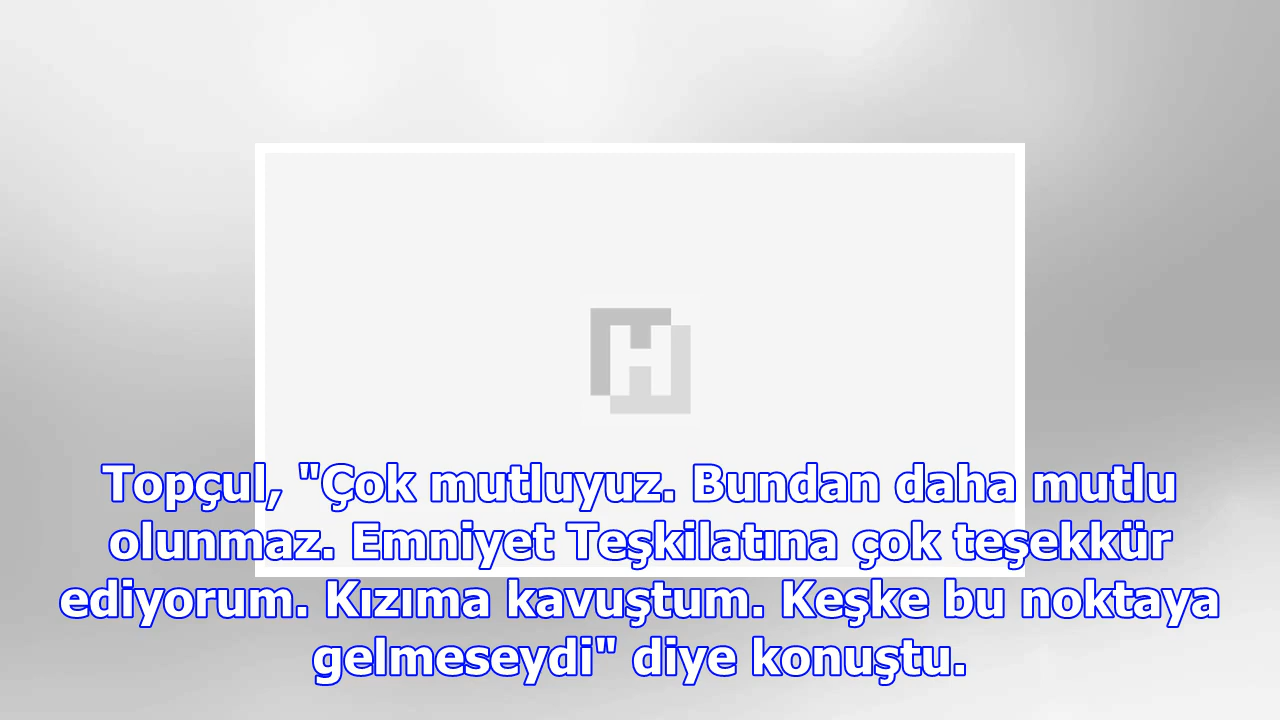 Topçul, "Çok mutluyuz. Bundan daha mutlu
olunmaz. Emniyet Teşkilatına çok teşekkür
ediyorum. Kızıma kavuştum. Keşke bu noktaya
gelmeseydi" diye konuştu.